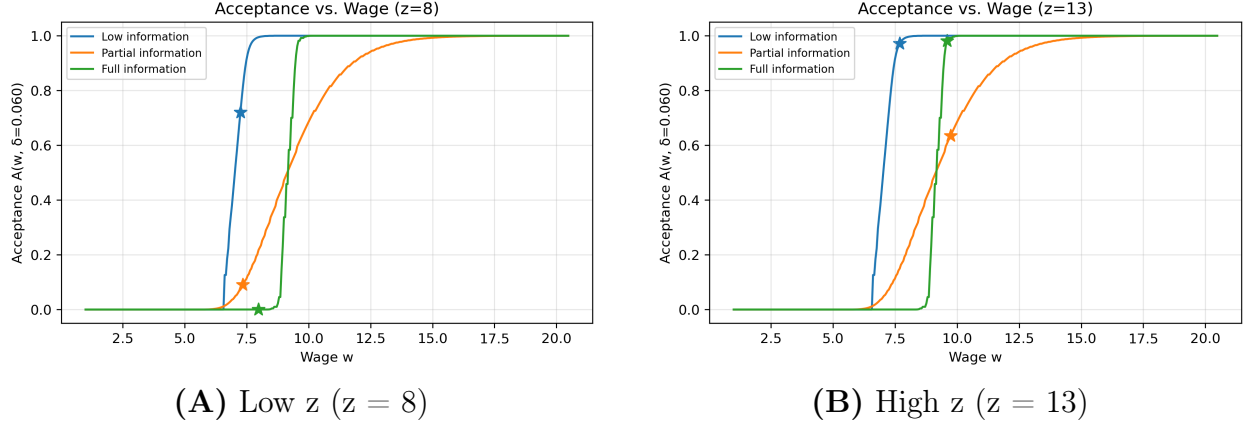 Acceptance vs. Wage (z=8)
Low information
Partial information
Full information
Acceptance A(w, δ=0.060)
1.0
0.8
0.6
0.4
0.2
0.0
2.5 5.0 7.5 10.0 12.5 15.0 17.5 20.0
Wage w
(A) Low z (z = 8)
Acceptance vs. Wage (z=13)
Low information
Partial information
Full information
Acceptance A(w, δ=0.060)
1.0
0.8
0.6
0.4
0.2
0.0
2.5 5.0 7.5 10.0 12.5 15.0 17.5 20.0
Wage w
(B) High z (z = 13)